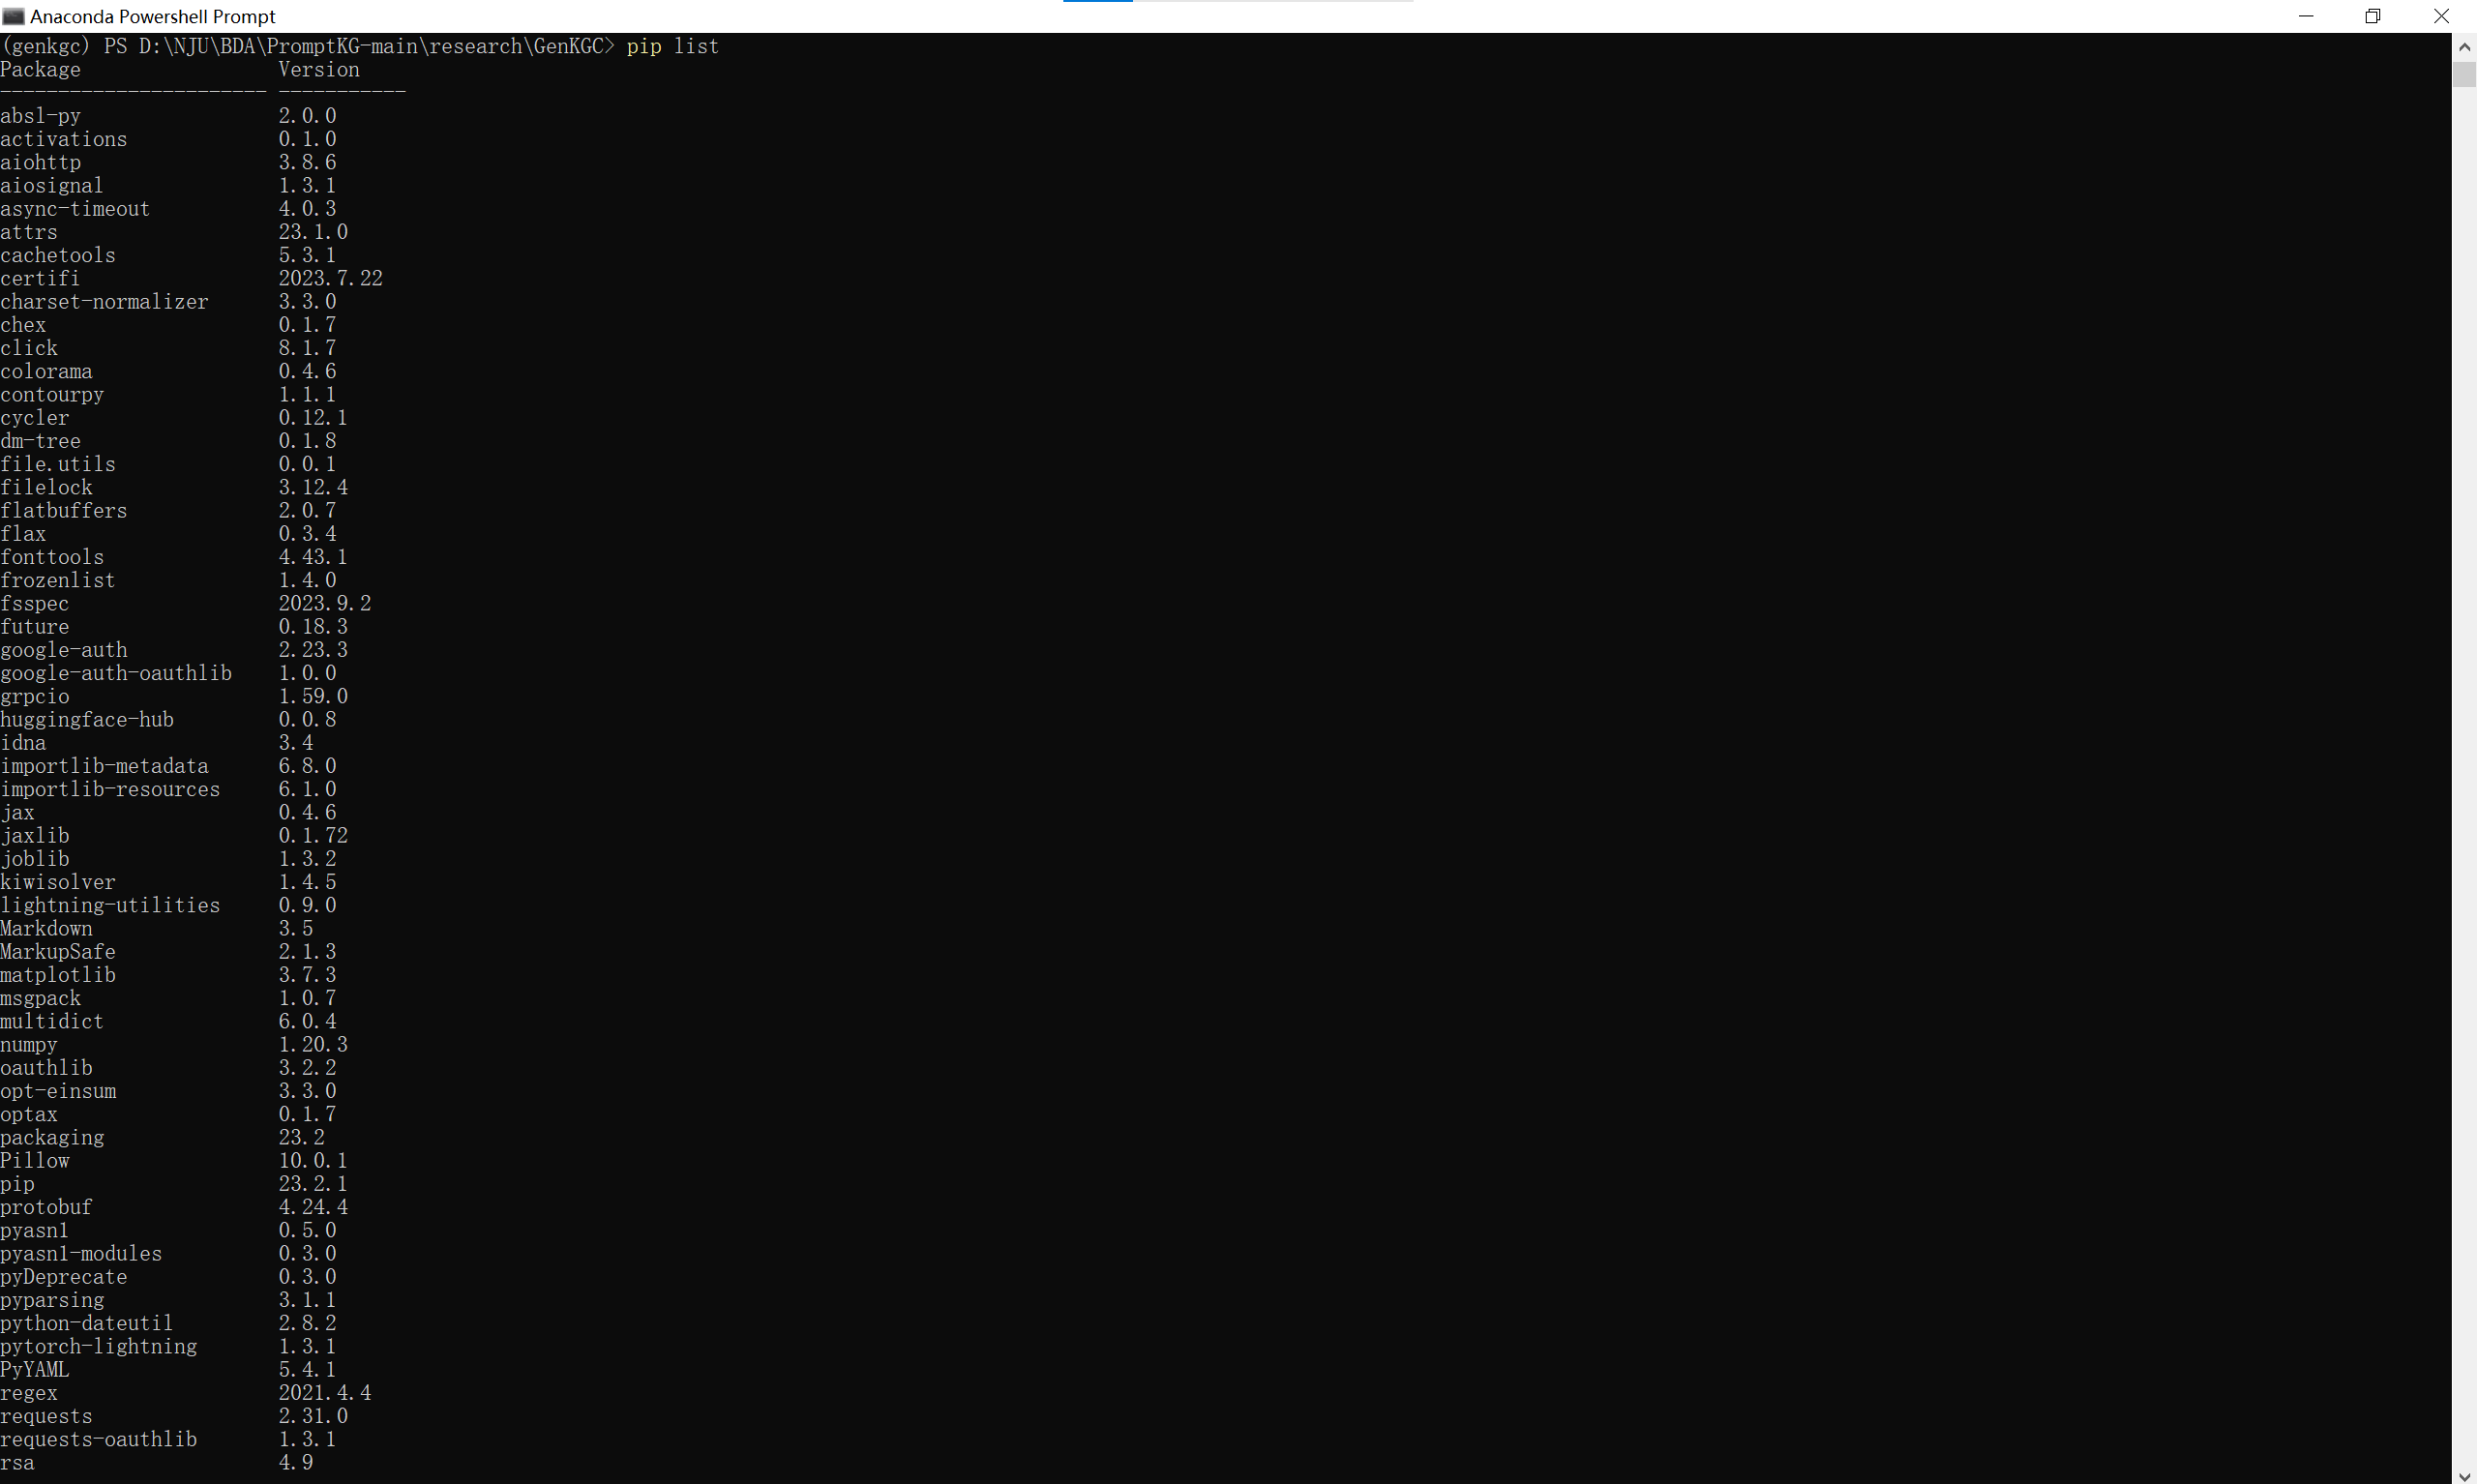 Anaconda Powershell Prompt
(genkgc) PS D:\NJU\BDA\PromptKG-main\research\GenKGC> pip list
Package                 Version
----------------------- -----------
absl-py                 2.0.0
activations             0.1.0
aiohttp                 3.8.6
aiosignal               1.3.1
async-timeout           4.0.3
attrs                   23.1.0
cachetools              5.3.1
certifi                 2023.7.22
charset-normalizer      3.3.0
chex                    0.1.7
click                   8.1.7
colorama                0.4.6
contourpy               1.1.1
cycler                  0.12.1
dm-tree                 0.1.8
file.utils              0.0.1
filelock                3.12.4
flatbuffers             2.0.7
flax                    0.3.4
fonttools               4.43.1
frozenlist              1.4.0
fsspec                  2023.9.2
future                  0.18.3
google-auth             2.23.3
google-auth-oauthlib    1.0.0
grpcio                  1.59.0
huggingface-hub         0.0.8
idna                    3.4
importlib-metadata      6.8.0
importlib-resources     6.1.0
jax                     0.4.6
jaxlib                  0.1.72
joblib                  1.3.2
kiwisolver              1.4.5
lightning-utilities     0.9.0
Markdown                3.5
MarkupSafe              2.1.3
matplotlib              3.7.3
msgpack                 1.0.7
multidict               6.0.4
numpy                   1.20.3
oauthlib                3.2.2
opt-einsum              3.3.0
optax                   0.1.7
packaging               23.2
Pillow                  10.0.1
pip                     23.2.1
protobuf                4.24.4
pyasn1                  0.5.0
pyasn1-modules          0.3.0
pyDeprecate             0.3.0
pyparsing               3.1.1
python-dateutil         2.8.2
pytorch-lightning       1.3.1
PyYAML                  5.4.1
regex                   2021.4.4
requests                2.31.0
requests-oauthlib       1.3.1
rsa                     4.9